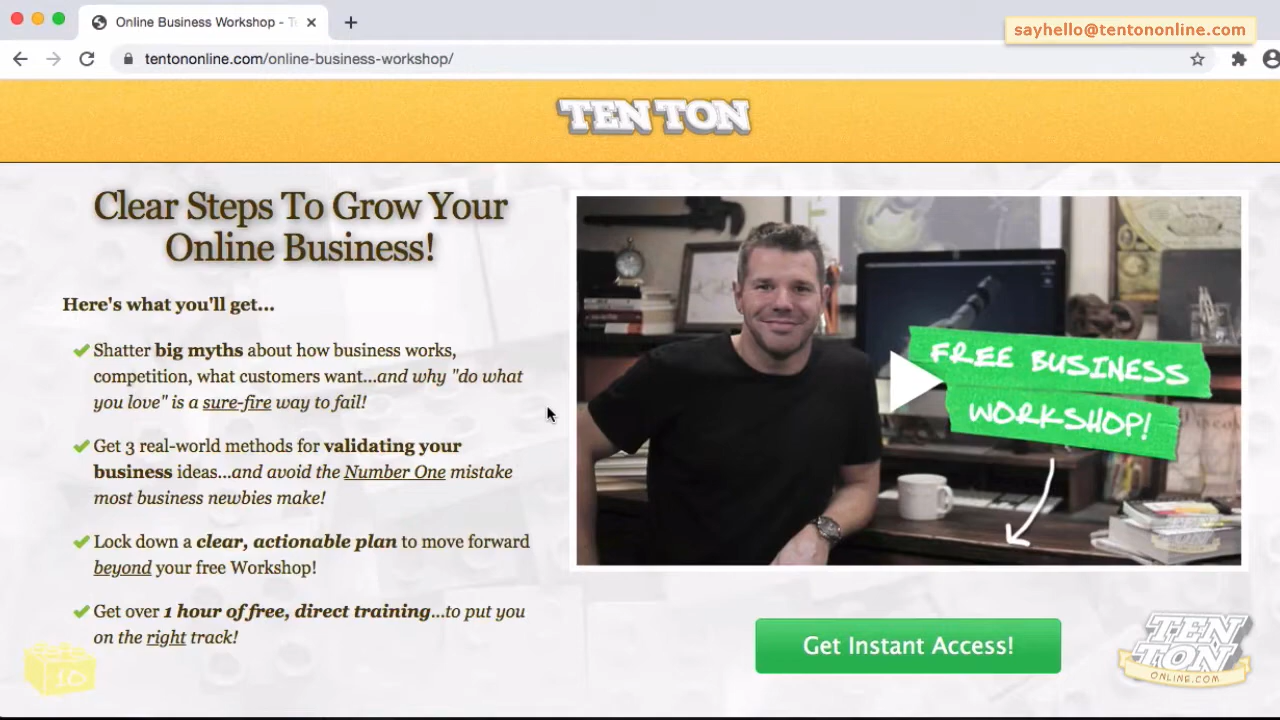 Online Business Workshop - Te
sayhello@tentononline.com
tentononline.com/online-business-workshop/
TEN TON
Clear Steps To Grow Your
Online Business!
Here's what you'll get...
Shatter big myths about how business works,
competition, what customers want...and why "do what
you love" is a sure-fire way to fail!
Get 3 real-world methods for validating your
business ideas...and avoid the Number One mistake
most business newbies make!
Lock down a clear, actionable plan to move forward
beyond your free Workshop!
Get over 1 hour of free, direct training...to put you
on the right track!
FREE BUSINESS
WORKSHOP!
Get Instant Access!
10
TEN
TON
ONLINE.COM